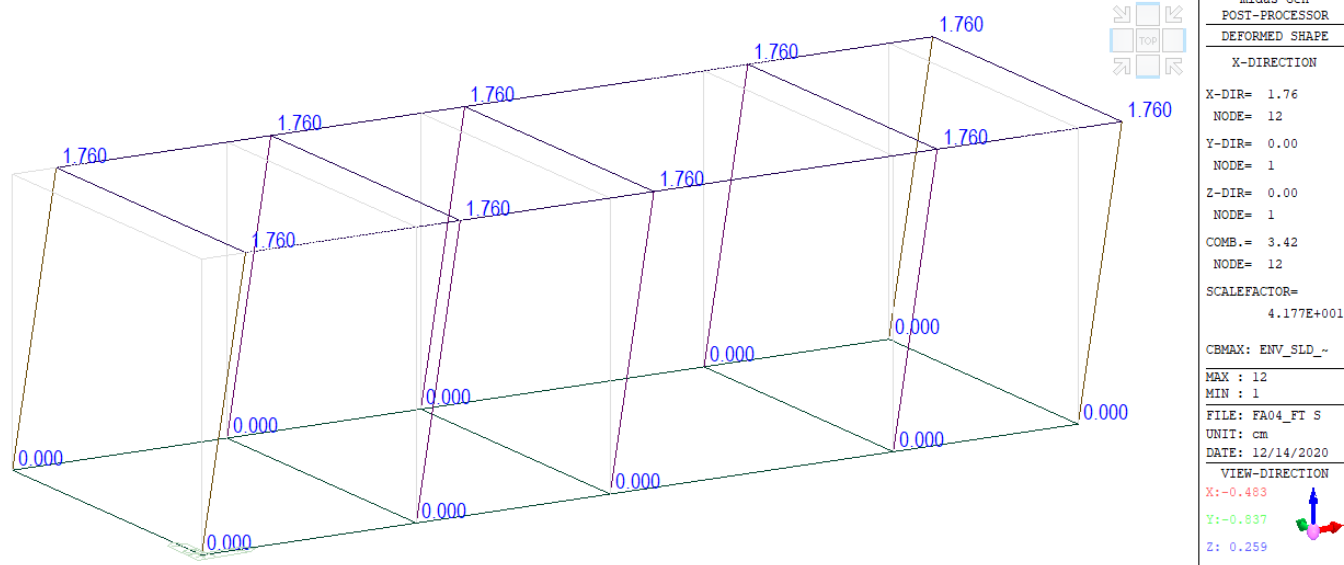 midas Gen
POST-PROCESSOR
DEFORMED SHAPE
X-DIRECTION
X-DIR= 1.76
NODE= 12
Y-DIR= 0.00
NODE= 1
Z-DIR= 0.00
NODE= 1
COMB.= 3.42
NODE= 12
SCALEFACTOR=
4.177E+001
CBMAX: ENV_SLD_~
MAX : 12
MIN : 1
FILE: FA04_FT S
UNIT: cm
DATE: 12/14/2020
VIEW-DIRECTION
X:-0.483
Y:-0.837
Z: 0.259
TOP
1.760
1.760
1.760
1.760
1.760
1.760
1.760
1.760
1.760
1.760
0.000
0.000
0.000
0.000
0.000
0.000
0.000
0.000
0.000
0.000